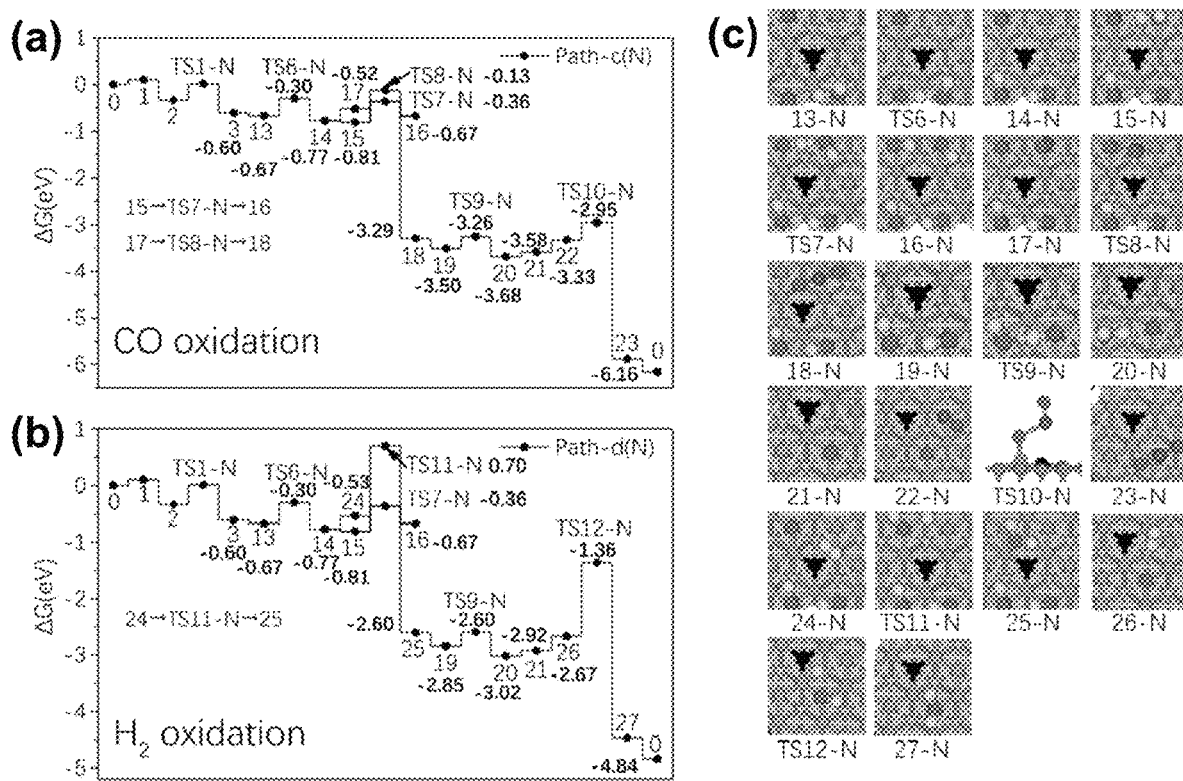 (a)
1
0
-1
-2
-3
-4
-5
-6
ΔG(eV)
Path-c(N)
0
1
2
TS1-N
3
-0.60
13
-0.67
TS6-N
-0.30
14
-0.77
-0.52
17
15
-0.81
TS8-N -0.13
TS7-N -0.36
16 -0.67
15→TS7-N→16
17→TS8-N→18
-3.29
18
19
-3.50
TS9-N
-3.26
20
-3.68
-3.58
21
22
-3.33
TS10-N
-2.95
23
-6.16
0
CO oxidation
(b)
1
0
-1
-2
-3
-4
-5
ΔG(eV)
Path-d(N)
0
1
2
TS1-N
3
-0.60
13
-0.67
TS6-N
-0.30
14
-0.77
-0.53
24
15
-0.81
TS11-N 0.70
TS7-N -0.36
16 -0.67
24→TS11-N→25
-2.60
25
19
-2.85
TS9-N
-2.60
20
-3.02
-2.92
21
26
-2.67
TS12-N
-1.36
27
-4.84
0
H₂ oxidation
(c)
13-N TS6-N 14-N 15-N
TS7-N 16-N 17-N TS8-N
18-N 19-N TS9-N 20-N
21-N 22-N TS10-N 23-N
24-N TS11-N 25-N 26-N
TS12-N 27-N